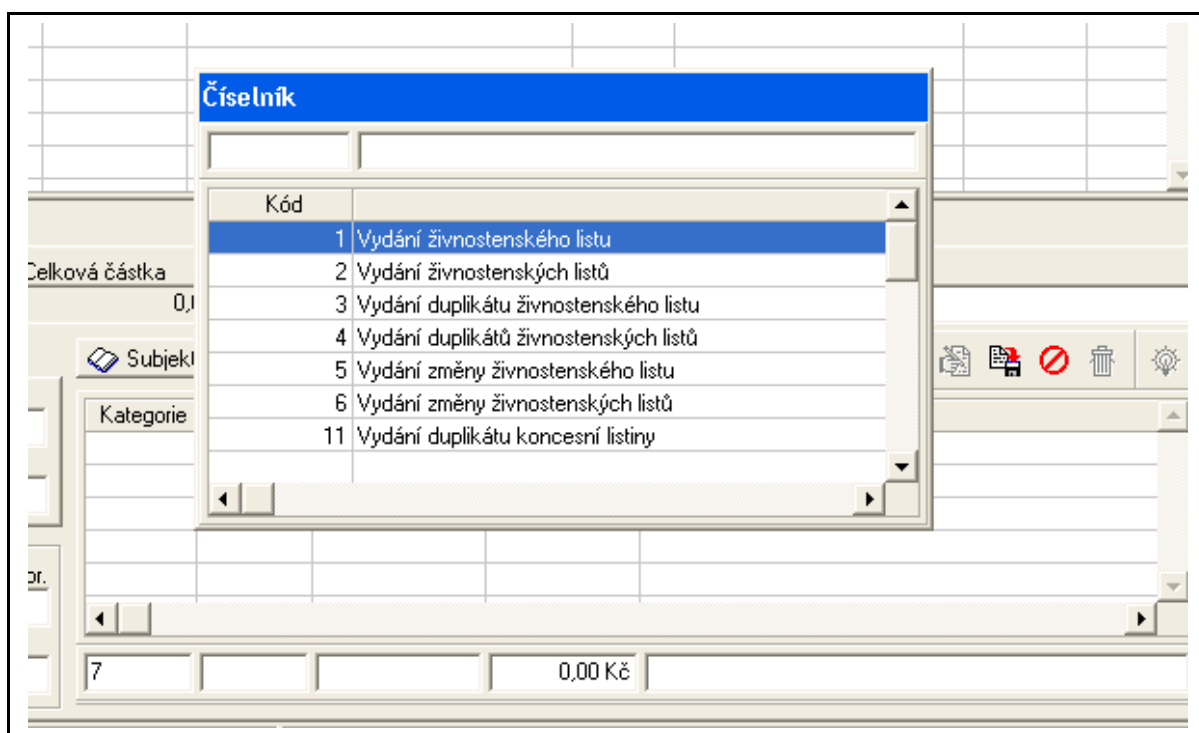 Číselník
Kód
1 Vydání živnostenského listu
2 Vydání živnostenských listů
3 Vydání duplikátu živnostenského listu
4 Vydání duplikátů živnostenských listů
5 Vydání změny živnostenského listu
6 Vydání změny živnostenských listů
11 Vydání duplikátu koncesní listiny
Celková částka
0,
Subjekt
Kategorie
or.
7 0,00 Kč